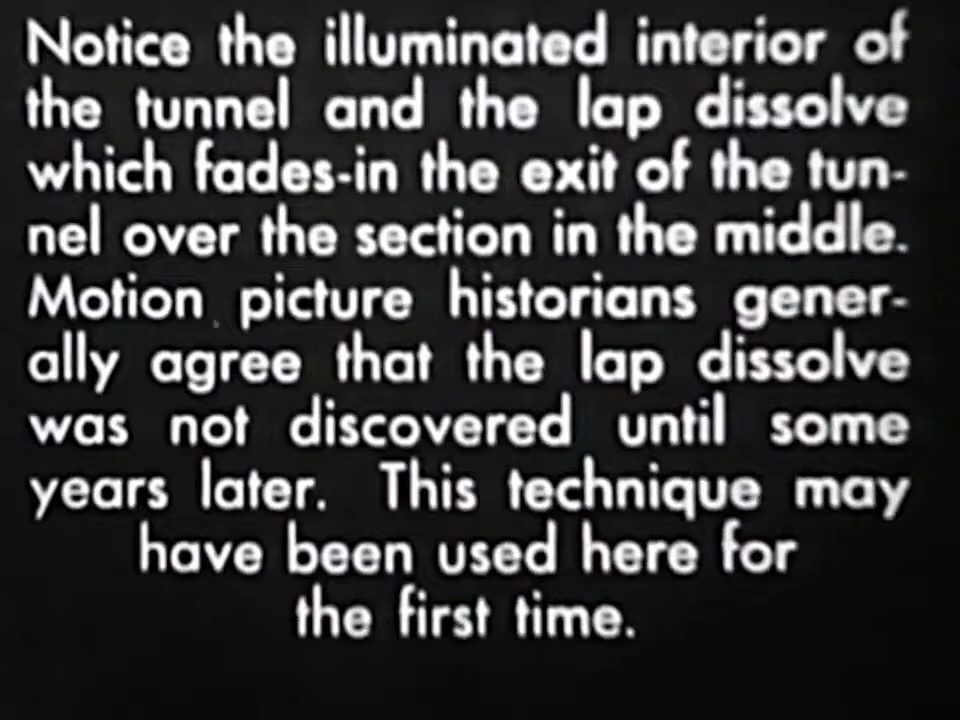 Notice the illuminated interior of
the tunnel and the lap dissolve
which fades-in the exit of the tun-
nel over the section in the middle.
Motion picture historians gener-
ally agree that the lap dissolve
was not discovered until some
years later. This technique may
have been used here for
the first time.